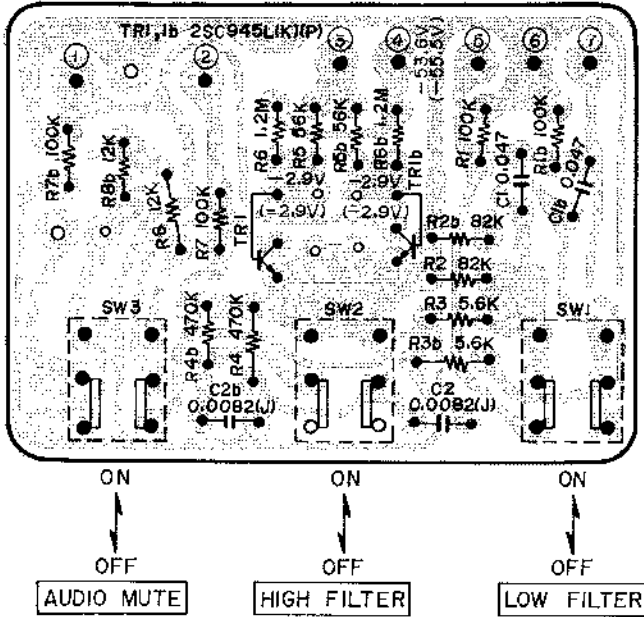 TR1, 1b 2SC945L(K)(P)
1 2 3 4 5 6 7
-53.6V
(-55.5V)
R7b 100K
R8b 12K
R8 12K
R7 100K
R6 1.2M
R5 56K
R5b 56K
R6b 1.2M
R1 100K
C1 0.047
R1b 100K
C1b 0.047
-2.9V
(-2.9V)
TR1
-2.9V
(-2.9V)
TR1b
R2b 82K
R2 82K
R3 5.6K
R3b 5.6K
SW3
R4b 470K
R4 470K
SW2
SW1
C2b
0.0082(J)
C2
0.0082(J)
ON ON ON
OFF OFF OFF
AUDIO MUTE HIGH FILTER LOW FILTER